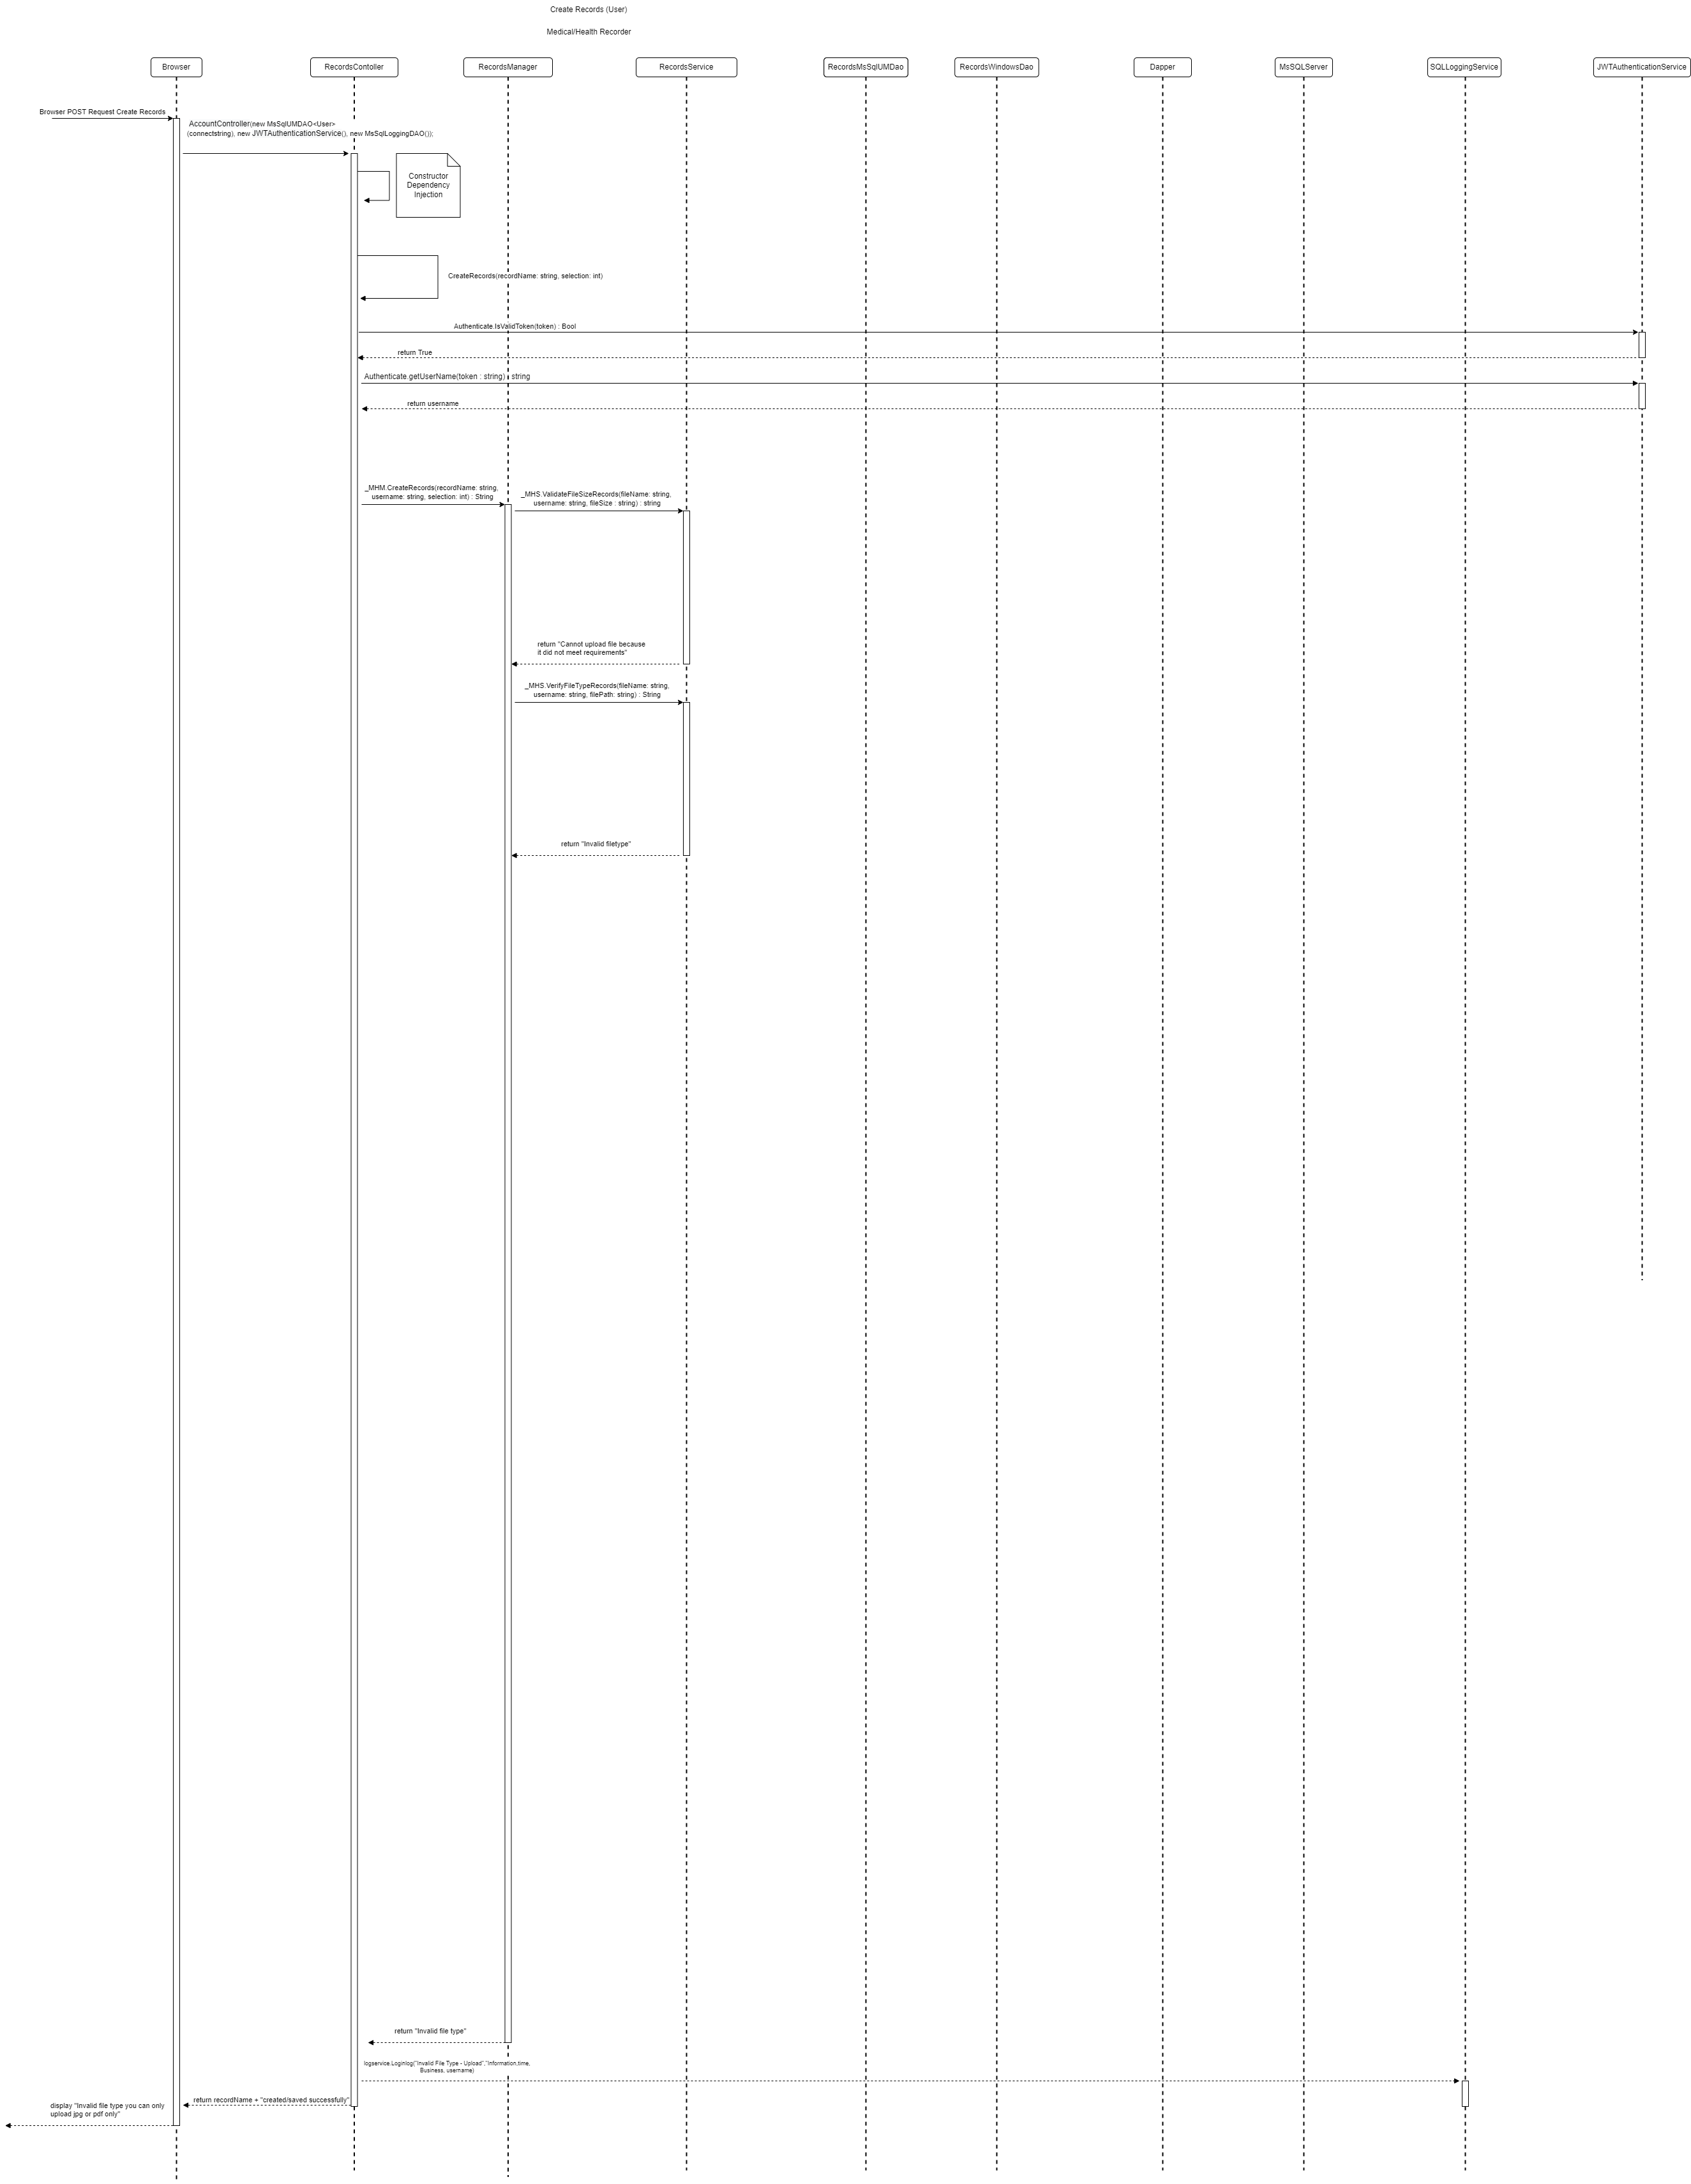 Create Records (User)
Medical/Health Recorder
Browser
RecordsContoller
RecordsManager
RecordsService
RecordsMsSqlUMDao
RecordsWindowsDao
Dapper
MsSQLServer
SQLLoggingService
JWTAuthenticationService
Browser POST Request Create Records
AccountController(new MsSqlUMDAO<User>
(connectstring), new JWTAuthenticationService(), new MsSqlLoggingDAO());
Constructor
Dependency
Injection
CreateRecords(recordName: string, selection: int)
Authenticate.IsValidToken(token) : Bool
return True
Authenticate.getUserName(token : string) : string
return username
_MHM.CreateRecords(recordName: string,
username: string, selection: int) : String
_MHS.ValidateFileSizeRecords(fileName: string,
username: string, fileSize : string) : string
return "Cannot upload file because
it did not meet requirements"
_MHS.VerifyFileTypeRecords(fileName: string,
username: string, filePath: string) : String
return "Invalid filetype"
return "Invalid file type"
logservice.Loginlog("Invalid File Type - Upload","Information,time,
Business, username)
return recordName + "created/saved successfully"
display "Invalid file type you can only
upload jpg or pdf only"